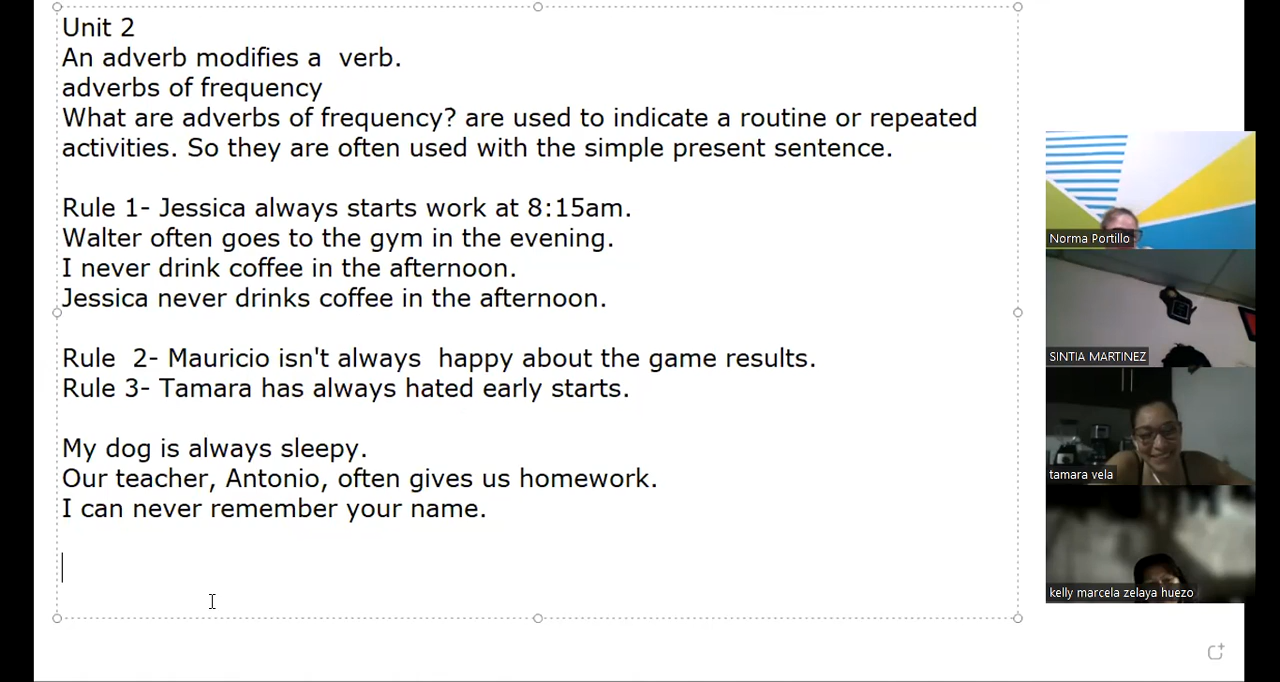 Unit 2
An adverb modifies a  verb.
adverbs of frequency
What are adverbs of frequency? are used to indicate a routine or repeated
activities. So they are often used with the simple present sentence.
Rule 1- Jessica always starts work at 8:15am.
Walter often goes to the gym in the evening.
I never drink coffee in the afternoon.
Jessica never drinks coffee in the afternoon.
Rule  2- Mauricio isn't always  happy about the game results.
Rule 3- Tamara has always hated early starts.
My dog is always sleepy.
Our teacher, Antonio, often gives us homework.
I can never remember your name.
Norma Portillo
SINTIA MARTINEZ
tamara vela
kelly marcela zelaya huezo